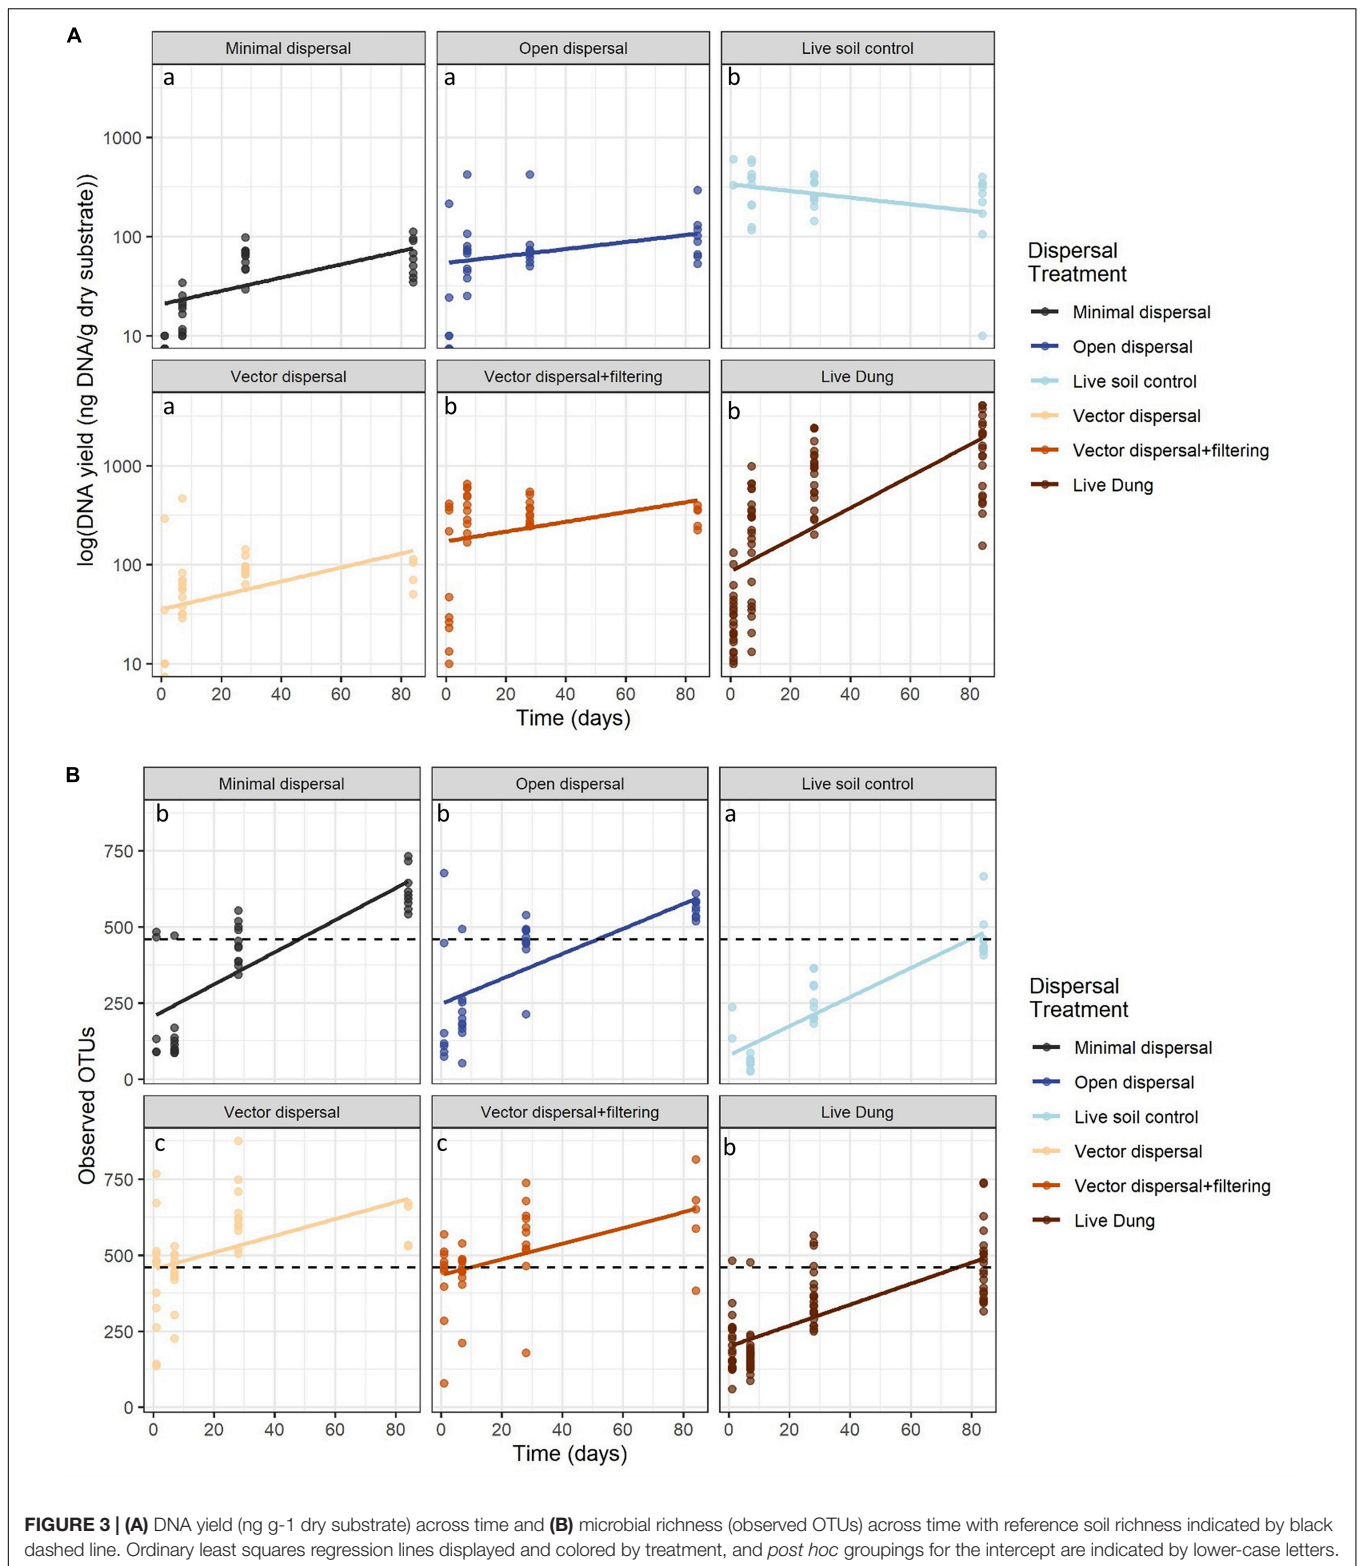 A
Minimal dispersal
Open dispersal
Live soil control
a
a
b
1000
100
10
Vector dispersal
Vector dispersal+filtering
Live Dung
a
b
b
1000
100
10
log(DNA yield (ng DNA/g dry substrate))
0 20 40 60 80
0 20 40 60 80
0 20 40 60 80
Time (days)
Dispersal
Treatment
Minimal dispersal
Open dispersal
Live soil control
Vector dispersal
Vector dispersal+filtering
Live Dung
B
Minimal dispersal
Open dispersal
Live soil control
b
b
a
750
500
250
0
Vector dispersal
Vector dispersal+filtering
Live Dung
c
c
b
750
500
250
0
Observed OTUs
0 20 40 60 80
0 20 40 60 80
0 20 40 60 80
Time (days)
Dispersal
Treatment
Minimal dispersal
Open dispersal
Live soil control
Vector dispersal
Vector dispersal+filtering
Live Dung
FIGURE 3 | (A) DNA yield (ng g-1 dry substrate) across time and (B) microbial richness (observed OTUs) across time with reference soil richness indicated by black
dashed line. Ordinary least squares regression lines displayed and colored by treatment, and post hoc groupings for the intercept are indicated by lower-case letters.